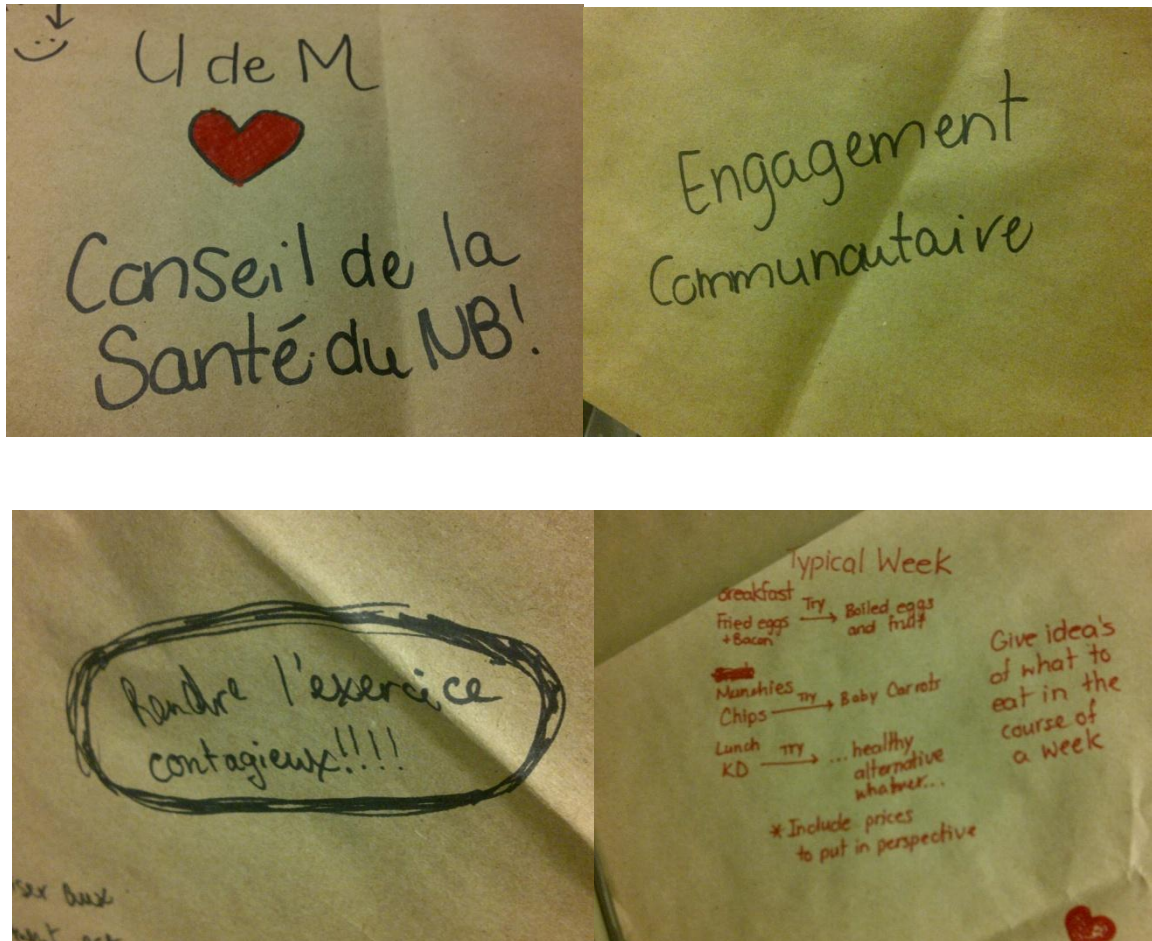 U de M
Conseil de la
Santé du NB!
Engagement
Communautaire
Rendre l'exercice
contagieux!!!!
aux
Typical Week
Breakfast
Fried eggs
+ Bacon
Try
Boiled eggs
and fruit
Munchies
Chips
Try
Baby Carrots
Lunch
KD
Try
... healthy
alternative
whatever...
* Include prices
to put in perspective
Give idea's
of what to
eat in the
course of
a week